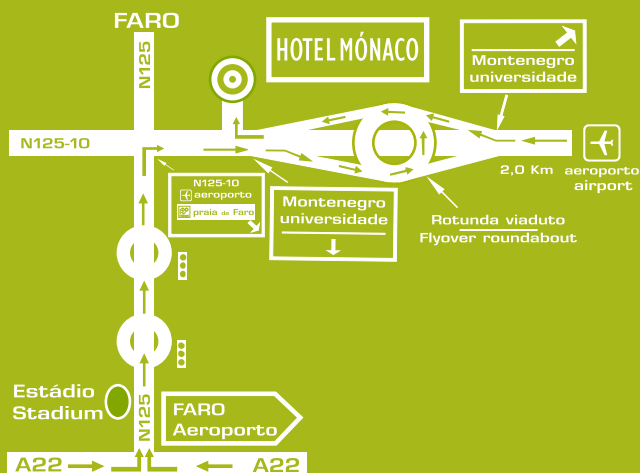 FARO
N125
HOTEL MÓNACO
Montenegro
universidade
N125-10
2,0 Km
aeroporto
airport
N125-10
aeroporto
praia de Faro
Montenegro
universidade
Rotunda viaduto
Flyover roundabout
Estádio
Stadium
N125
FARO
Aeroporto
A22
A22